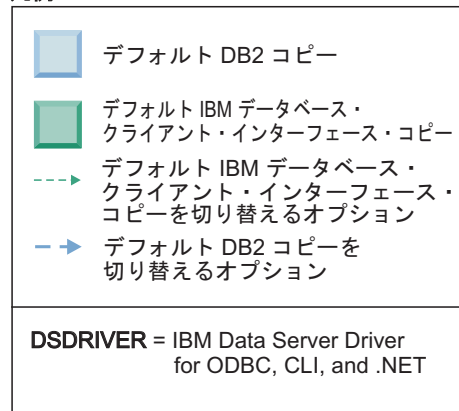 デフォルト DB2 コピー
デフォルト IBM データベース・
クライアント・インターフェース・コピー
デフォルト IBM データベース・
クライアント・インターフェース・
コピーを切り替えるオプション
デフォルト DB2 コピーを
切り替えるオプション
DSDRIVER = IBM Data Server Driver
for ODBC, CLI, and .NET